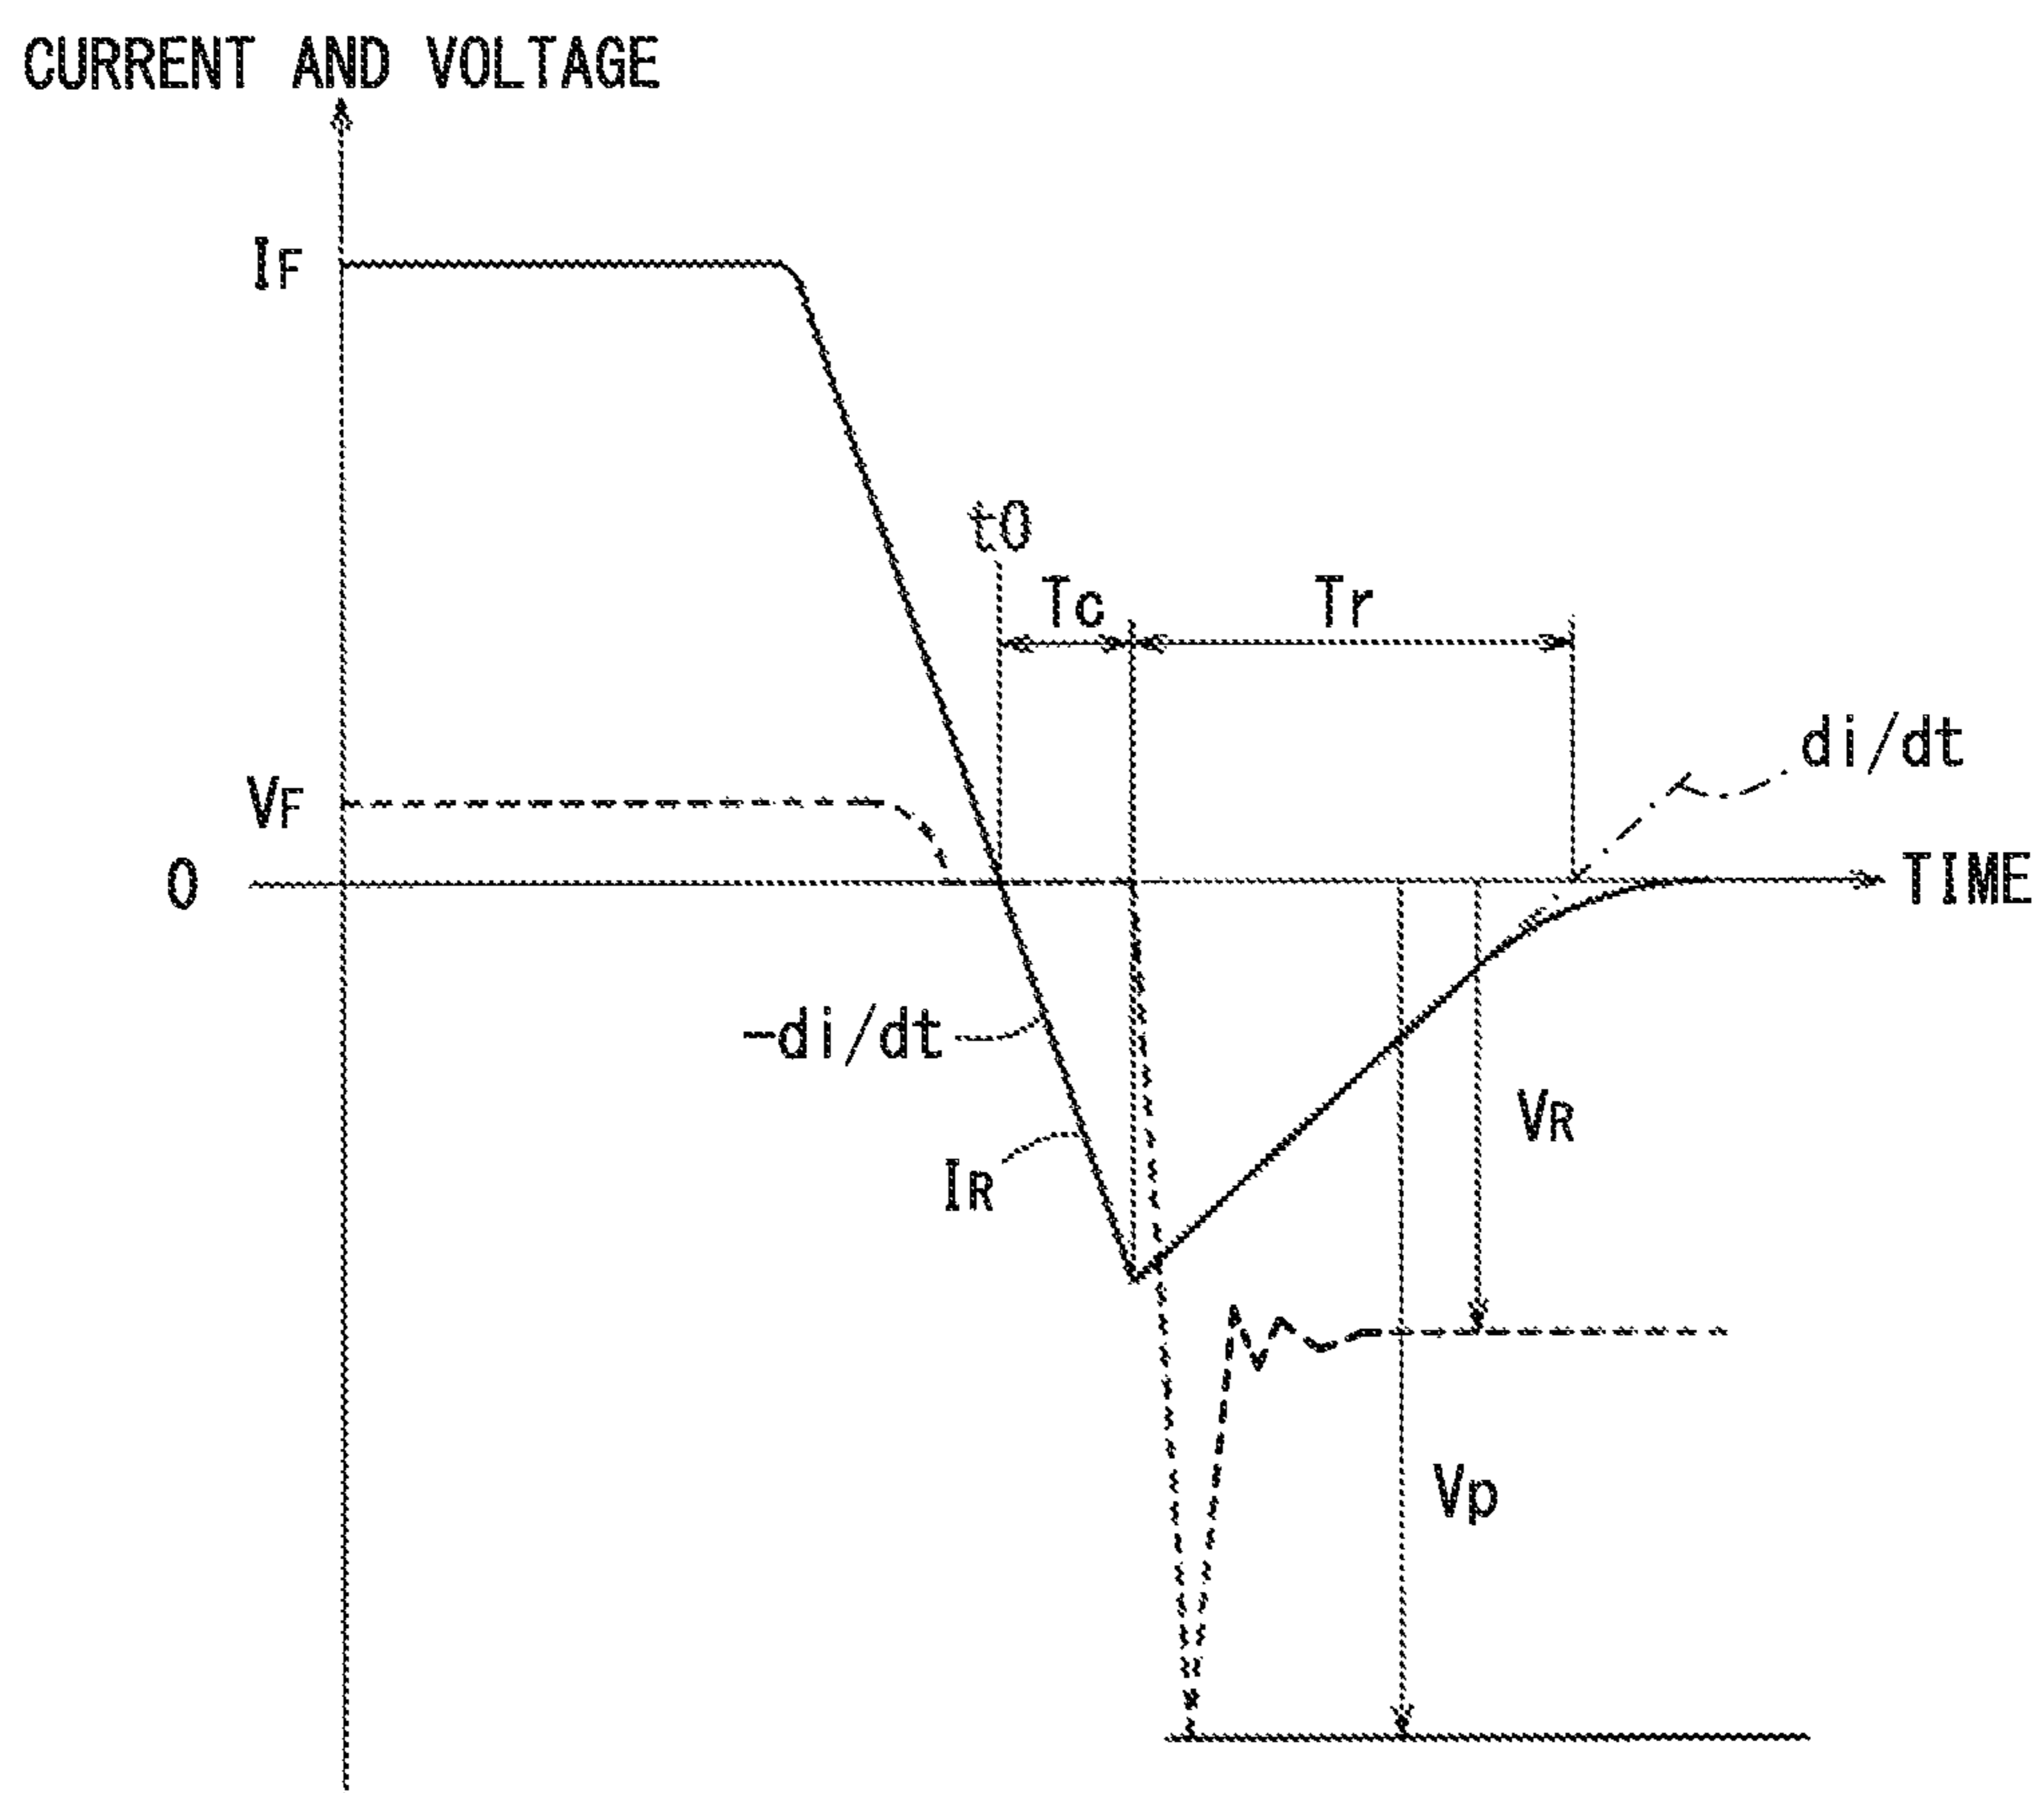 CURRENT AND VOLTAGE
IF
t0
Tc
Tr
di/dt
VF
0
TIME
-di/dt
VR
IR
Vp